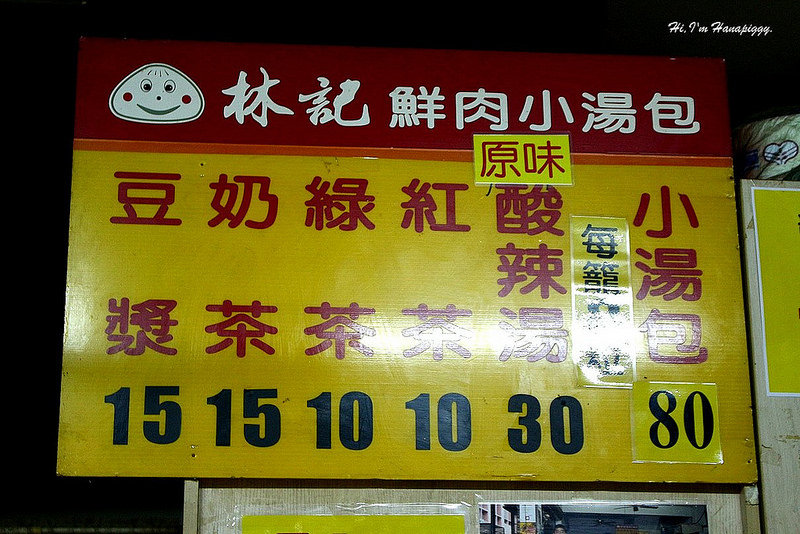 Hi, I'm Hanapiggy.
林記 鮮肉小湯包
原味
小湯包 80
每籠
酸辣湯 30
紅茶 10
綠茶 10
奶茶 15
豆漿 15